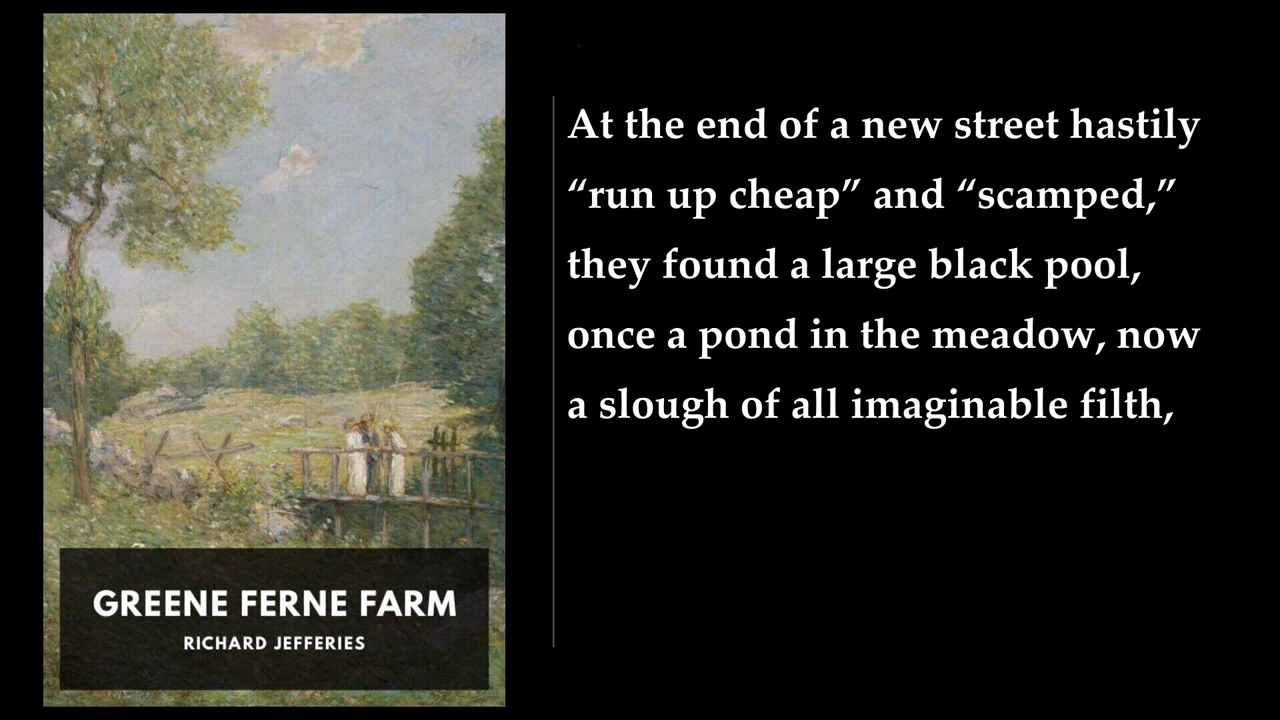 GREENE FERNE FARM
RICHARD JEFFERIES
At the end of a new street hastily
“run up cheap” and “scamped,”
they found a large black pool,
once a pond in the meadow, now
a slough of all imaginable filth,